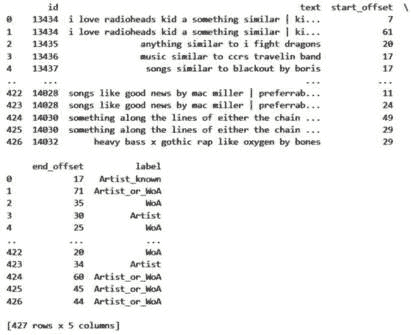 id text start_offset \
0 13434 i love radioheads kid a something similar | ki... 7
1 13434 i love radioheads kid a something similar | ki... 61
2 13435 anything similar to i fight dragons 20
3 13436 music similar to ccrs travelin band 17
4 13437 songs similar to blackout by boris 17
.. ... ... ...
422 14028 songs like good news by mac miller | preferrab... 11
423 14028 songs like good news by mac miller | preferrab... 24
424 14030 something along the lines of either the chain ... 49
425 14030 something along the lines of either the chain ... 29
426 14032 heavy bass x gothic rap like oxygen by bones 29
end_offset label
0 17 Artist_known
1 71 Artist_or_WoA
2 35 WoA
3 30 Artist
4 25 WoA
.. ... ...
422 20 WoA
423 34 Artist
424 60 Artist_or_WoA
425 45 Artist_or_WoA
426 44 Artist_or_WoA
[427 rows x 5 columns]